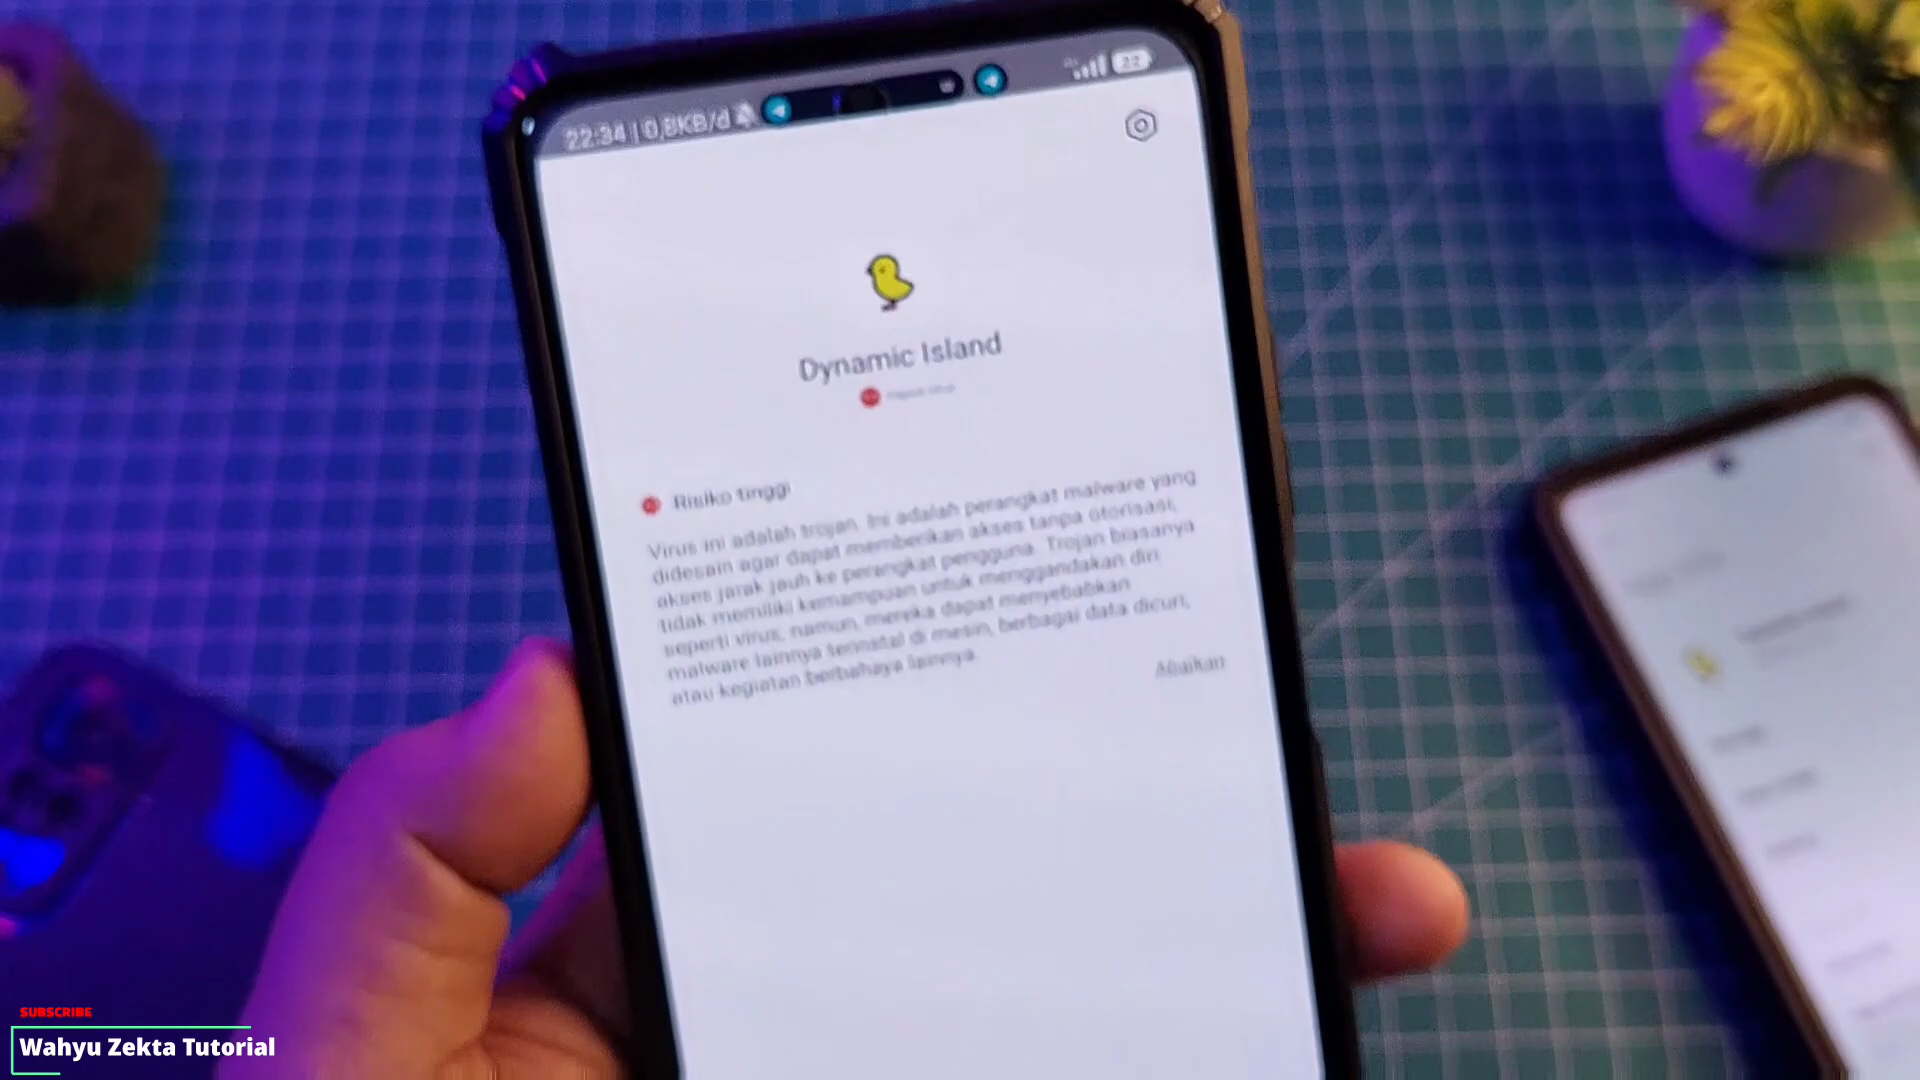 22:34 | 0,8KB/d
22
Dynamic Island
Risiko tinggi
Virus ini adalah trojan. Ini adalah perangkat malware yang
didesain agar dapat memberikan akses tanpa otorisasi,
akses jarak jauh ke perangkat pengguna. Trojan biasanya
tidak memiliki kemampuan untuk menggandakan diri
seperti virus, namun, mereka dapat menyebabkan
malware lainnya terinstal di mesin, berbagai data dicuri,
atau kegiatan berbahaya lainnya.
Abaikan
SUBSCRIBE
Wahyu Zekta Tutorial